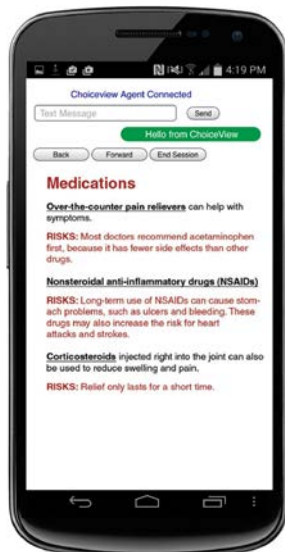 4:19 PM
Choiceview Agent Connected
Text Message
Send
Hello from ChoiceView
Back
Forward
End Session
Medications
Over-the-counter pain relievers can help with
symptoms.
RISKS: Most doctors recommend acetaminophen
first, because it has fewer side effects than other
drugs.
Nonsteroidal anti-inflammatory drugs (NSAIDs)
RISKS: Long-term use of NSAIDs can cause stom-
ach problems, such as ulcers and bleeding. These
drugs may also increase the risk for heart
attacks and strokes.
Corticosteroids injected right into the joint can also
be used to reduce swelling and pain.
RISKS: Relief only lasts for a short time.